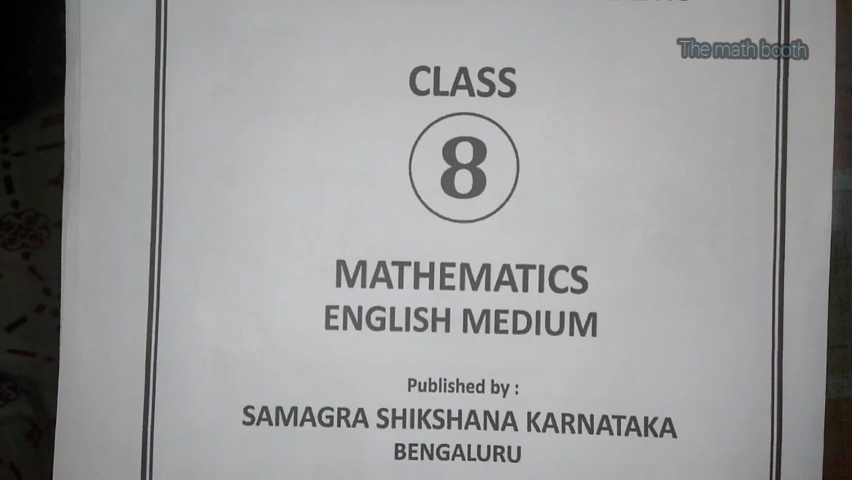 The math booth
CLASS
8
MATHEMATICS
ENGLISH MEDIUM
Published by :
SAMAGRA SHIKSHANA KARNATAKA
BENGALURU